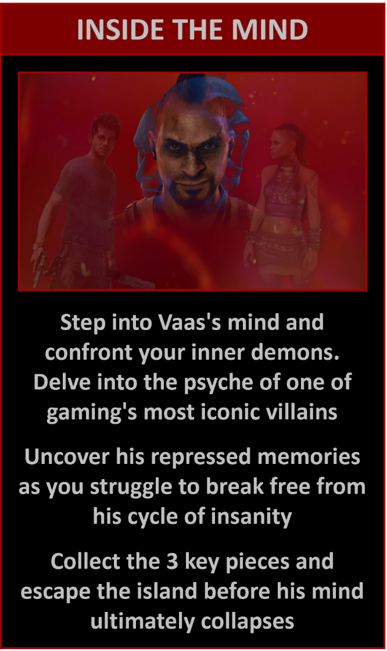 INSIDE THE MIND
Step into Vaas's mind and
confront your inner demons.
Delve into the psyche of one of
gaming's most iconic villains
Uncover his repressed memories
as you struggle to break free from
his cycle of insanity
Collect the 3 key pieces and
escape the island before his mind
ultimately collapses